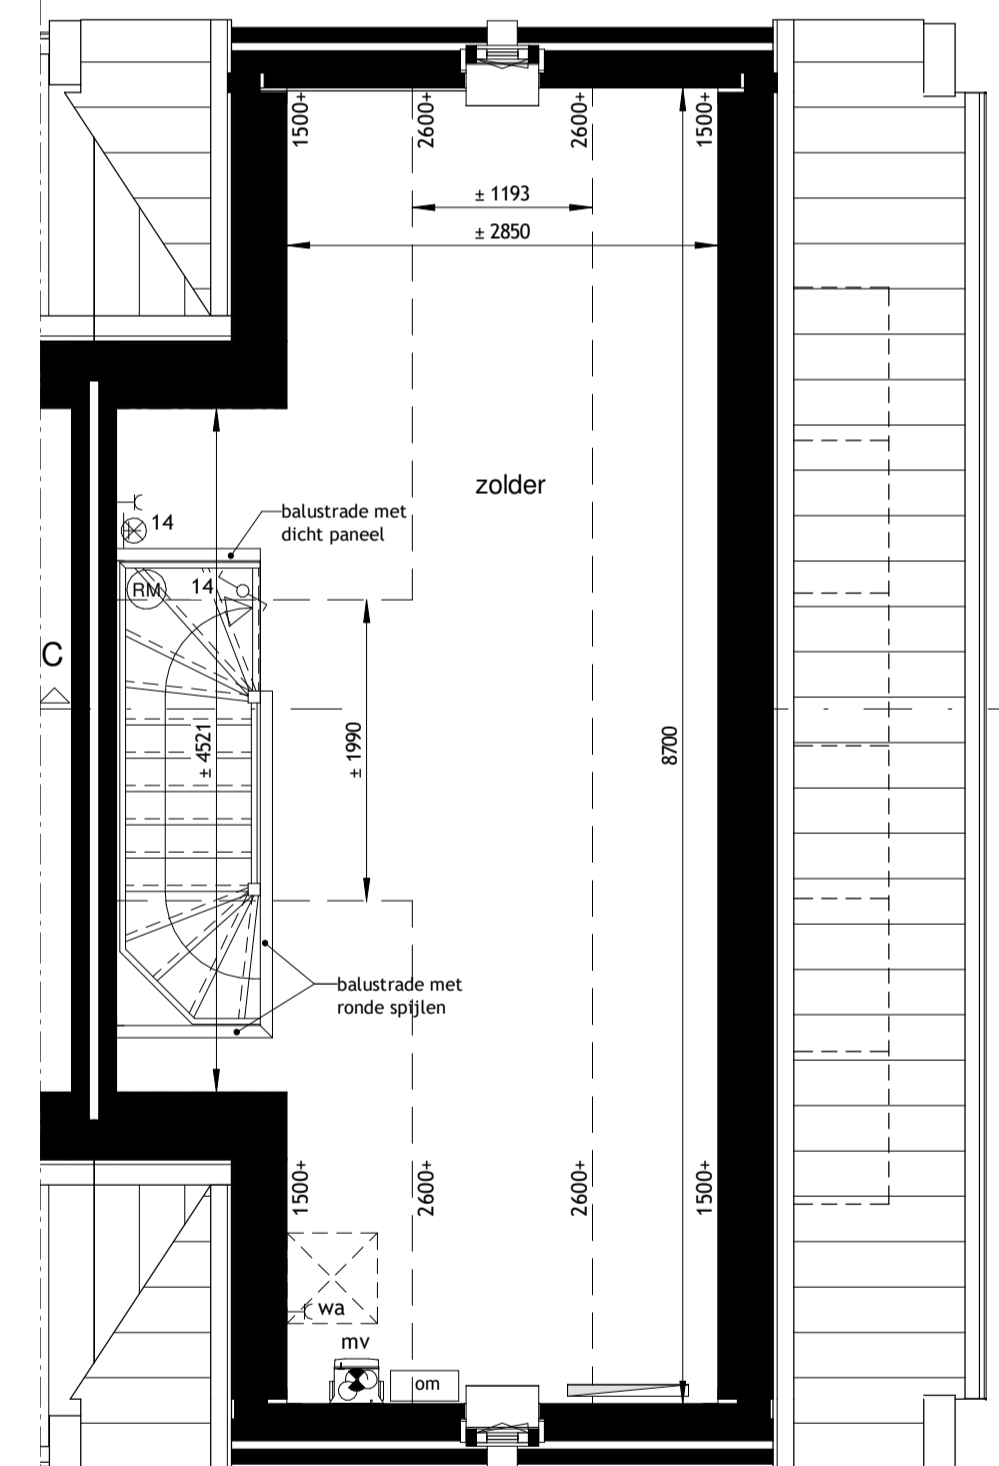 1500+
2600+
2600+
1500+
± 1193
± 2850
zolder
balustrade met
dicht paneel
14
RM
14
C
± 4521
± 1990
8700
balustrade met
ronde spijlen
1500+
2600+
2600+
1500+
wa
mv
om